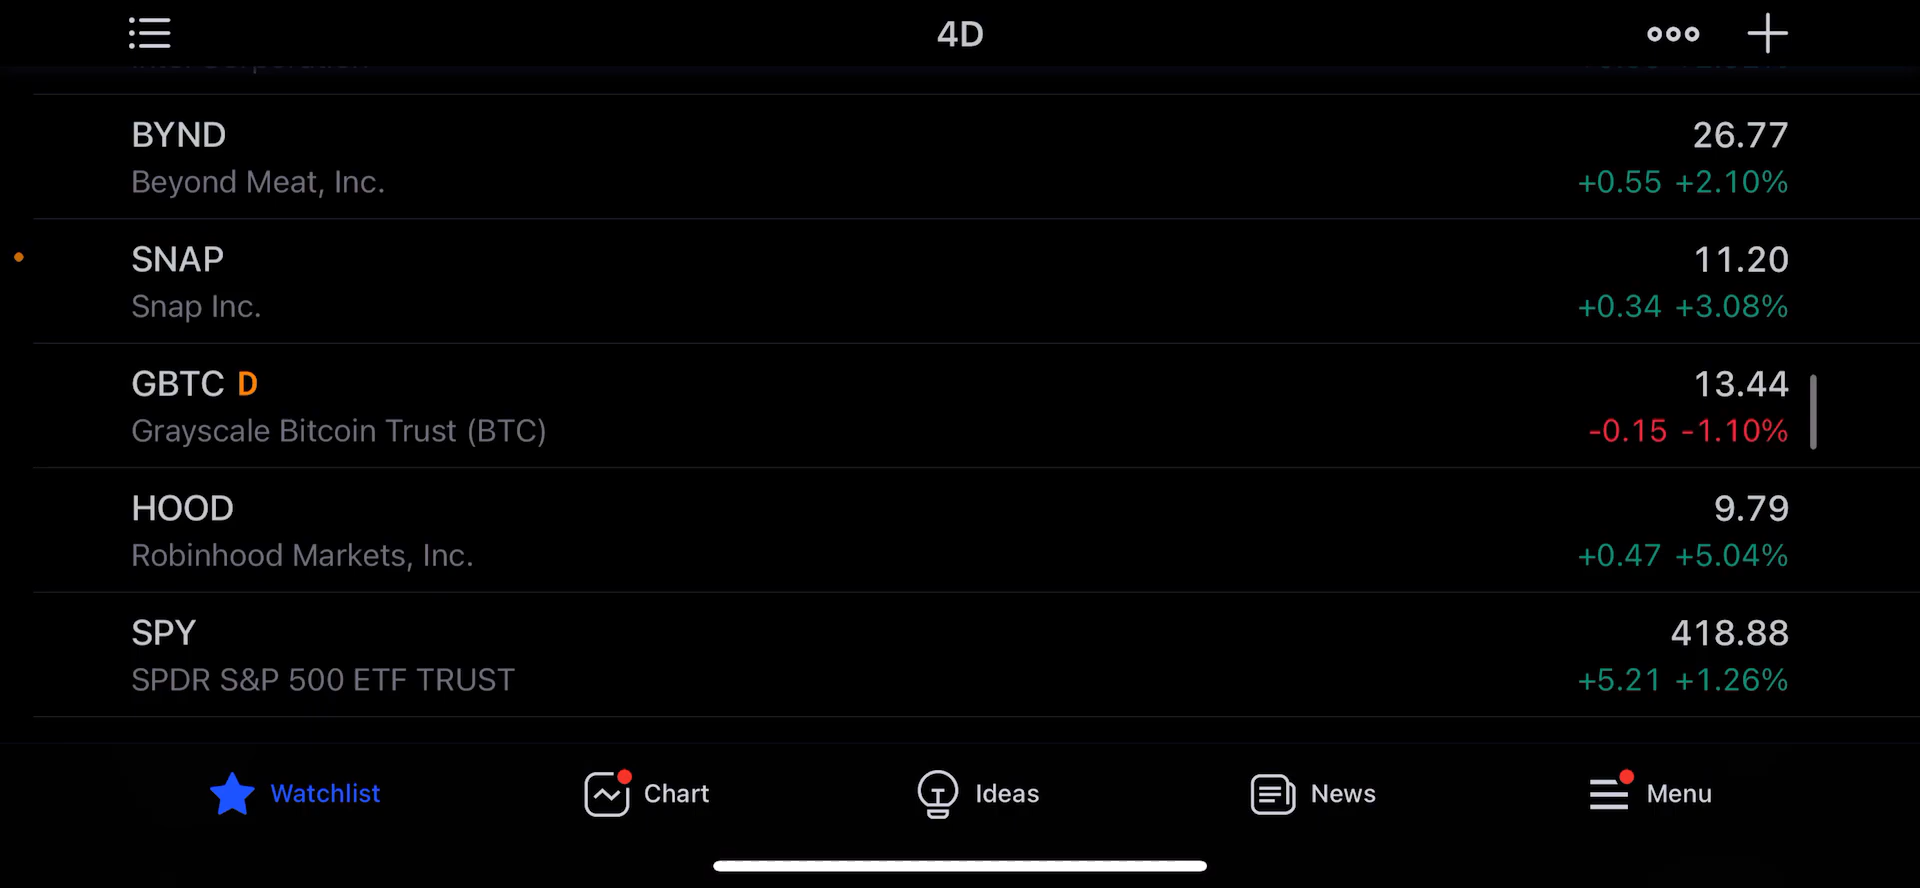 4D
BYND
26.77
Beyond Meat, Inc.
+0.55 +2.10%
SNAP
11.20
Snap Inc.
+0.34 +3.08%
GBTC D
13.44
Grayscale Bitcoin Trust (BTC)
-0.15 -1.10%
HOOD
9.79
Robinhood Markets, Inc.
+0.47 +5.04%
SPY
418.88
SPDR S&P 500 ETF TRUST
+5.21 +1.26%
Watchlist
Chart
Ideas
News
Menu